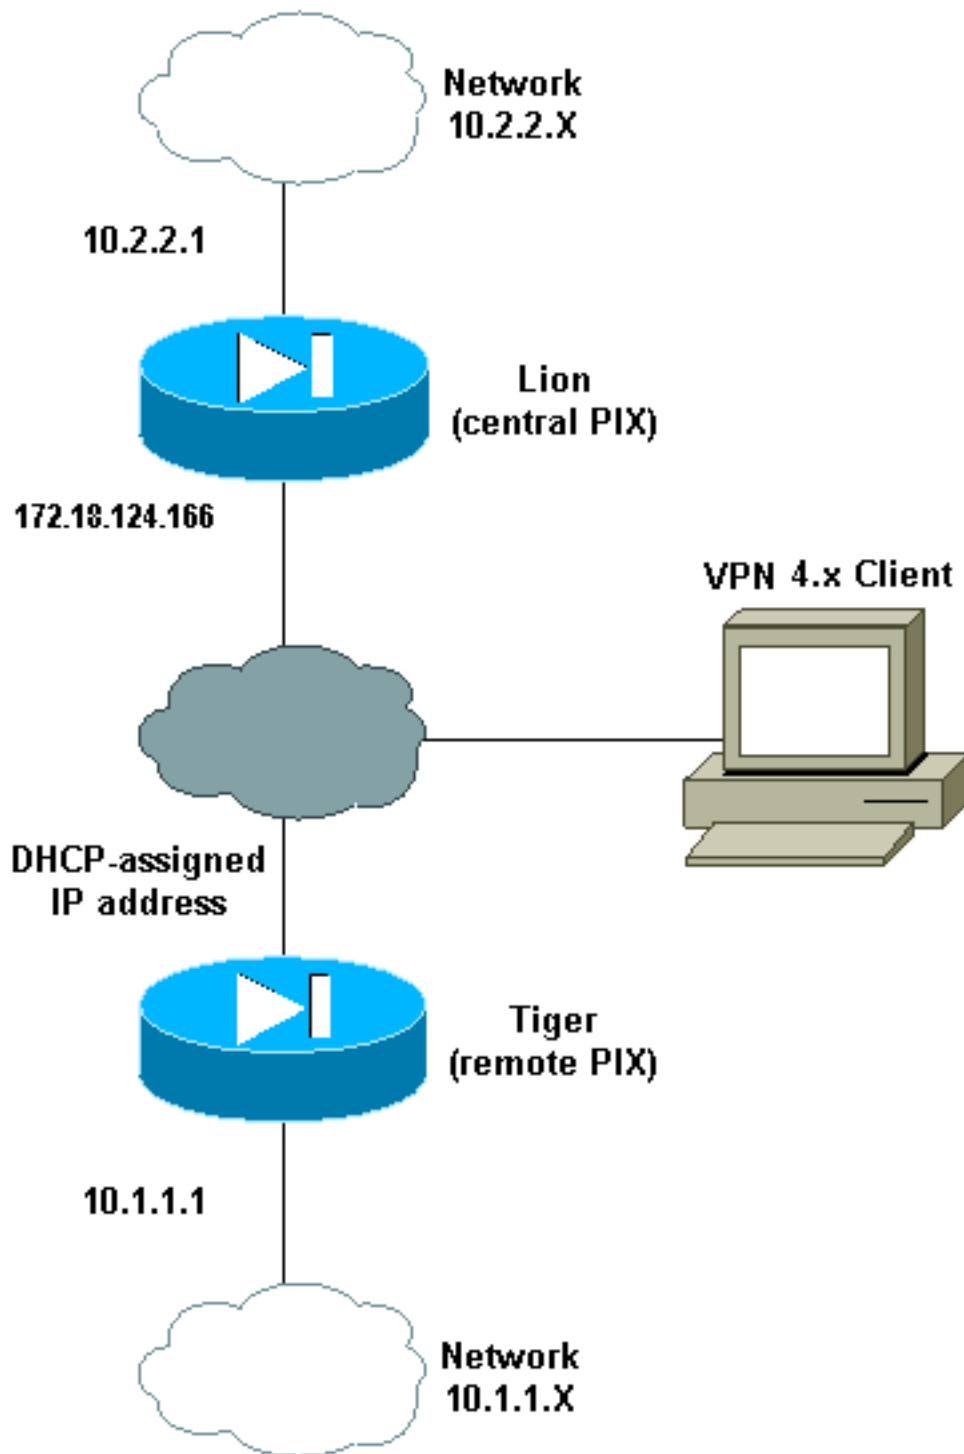 Network
10.2.2.X
10.2.2.1
Lion
(central PIX)
172.18.124.166
VPN 4.x Client
DHCP-assigned
IP address
Tiger
(remote PIX)
10.1.1.1
Network
10.1.1.X